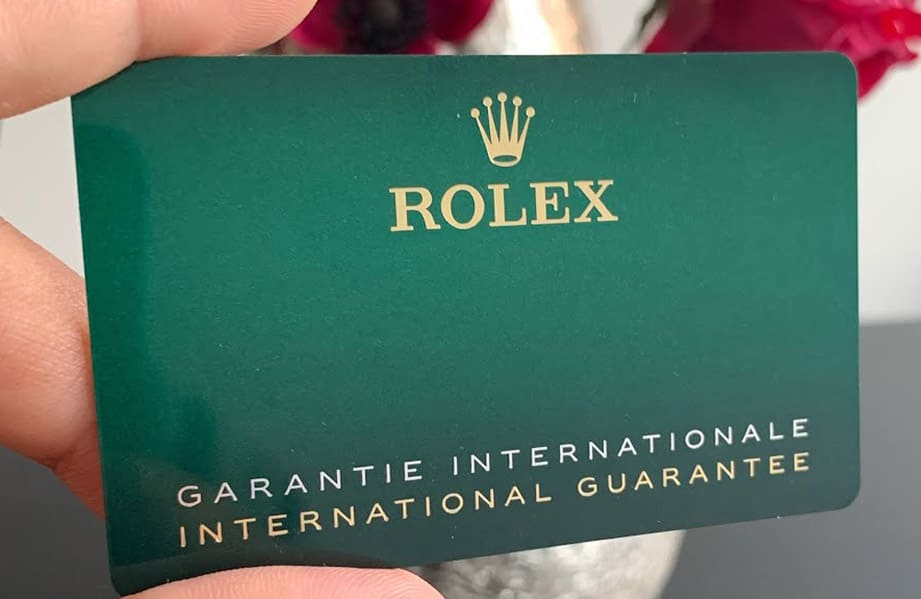 ROLEX
GARANTIE INTERNATIONALE
INTERNATIONAL GUARANTEE